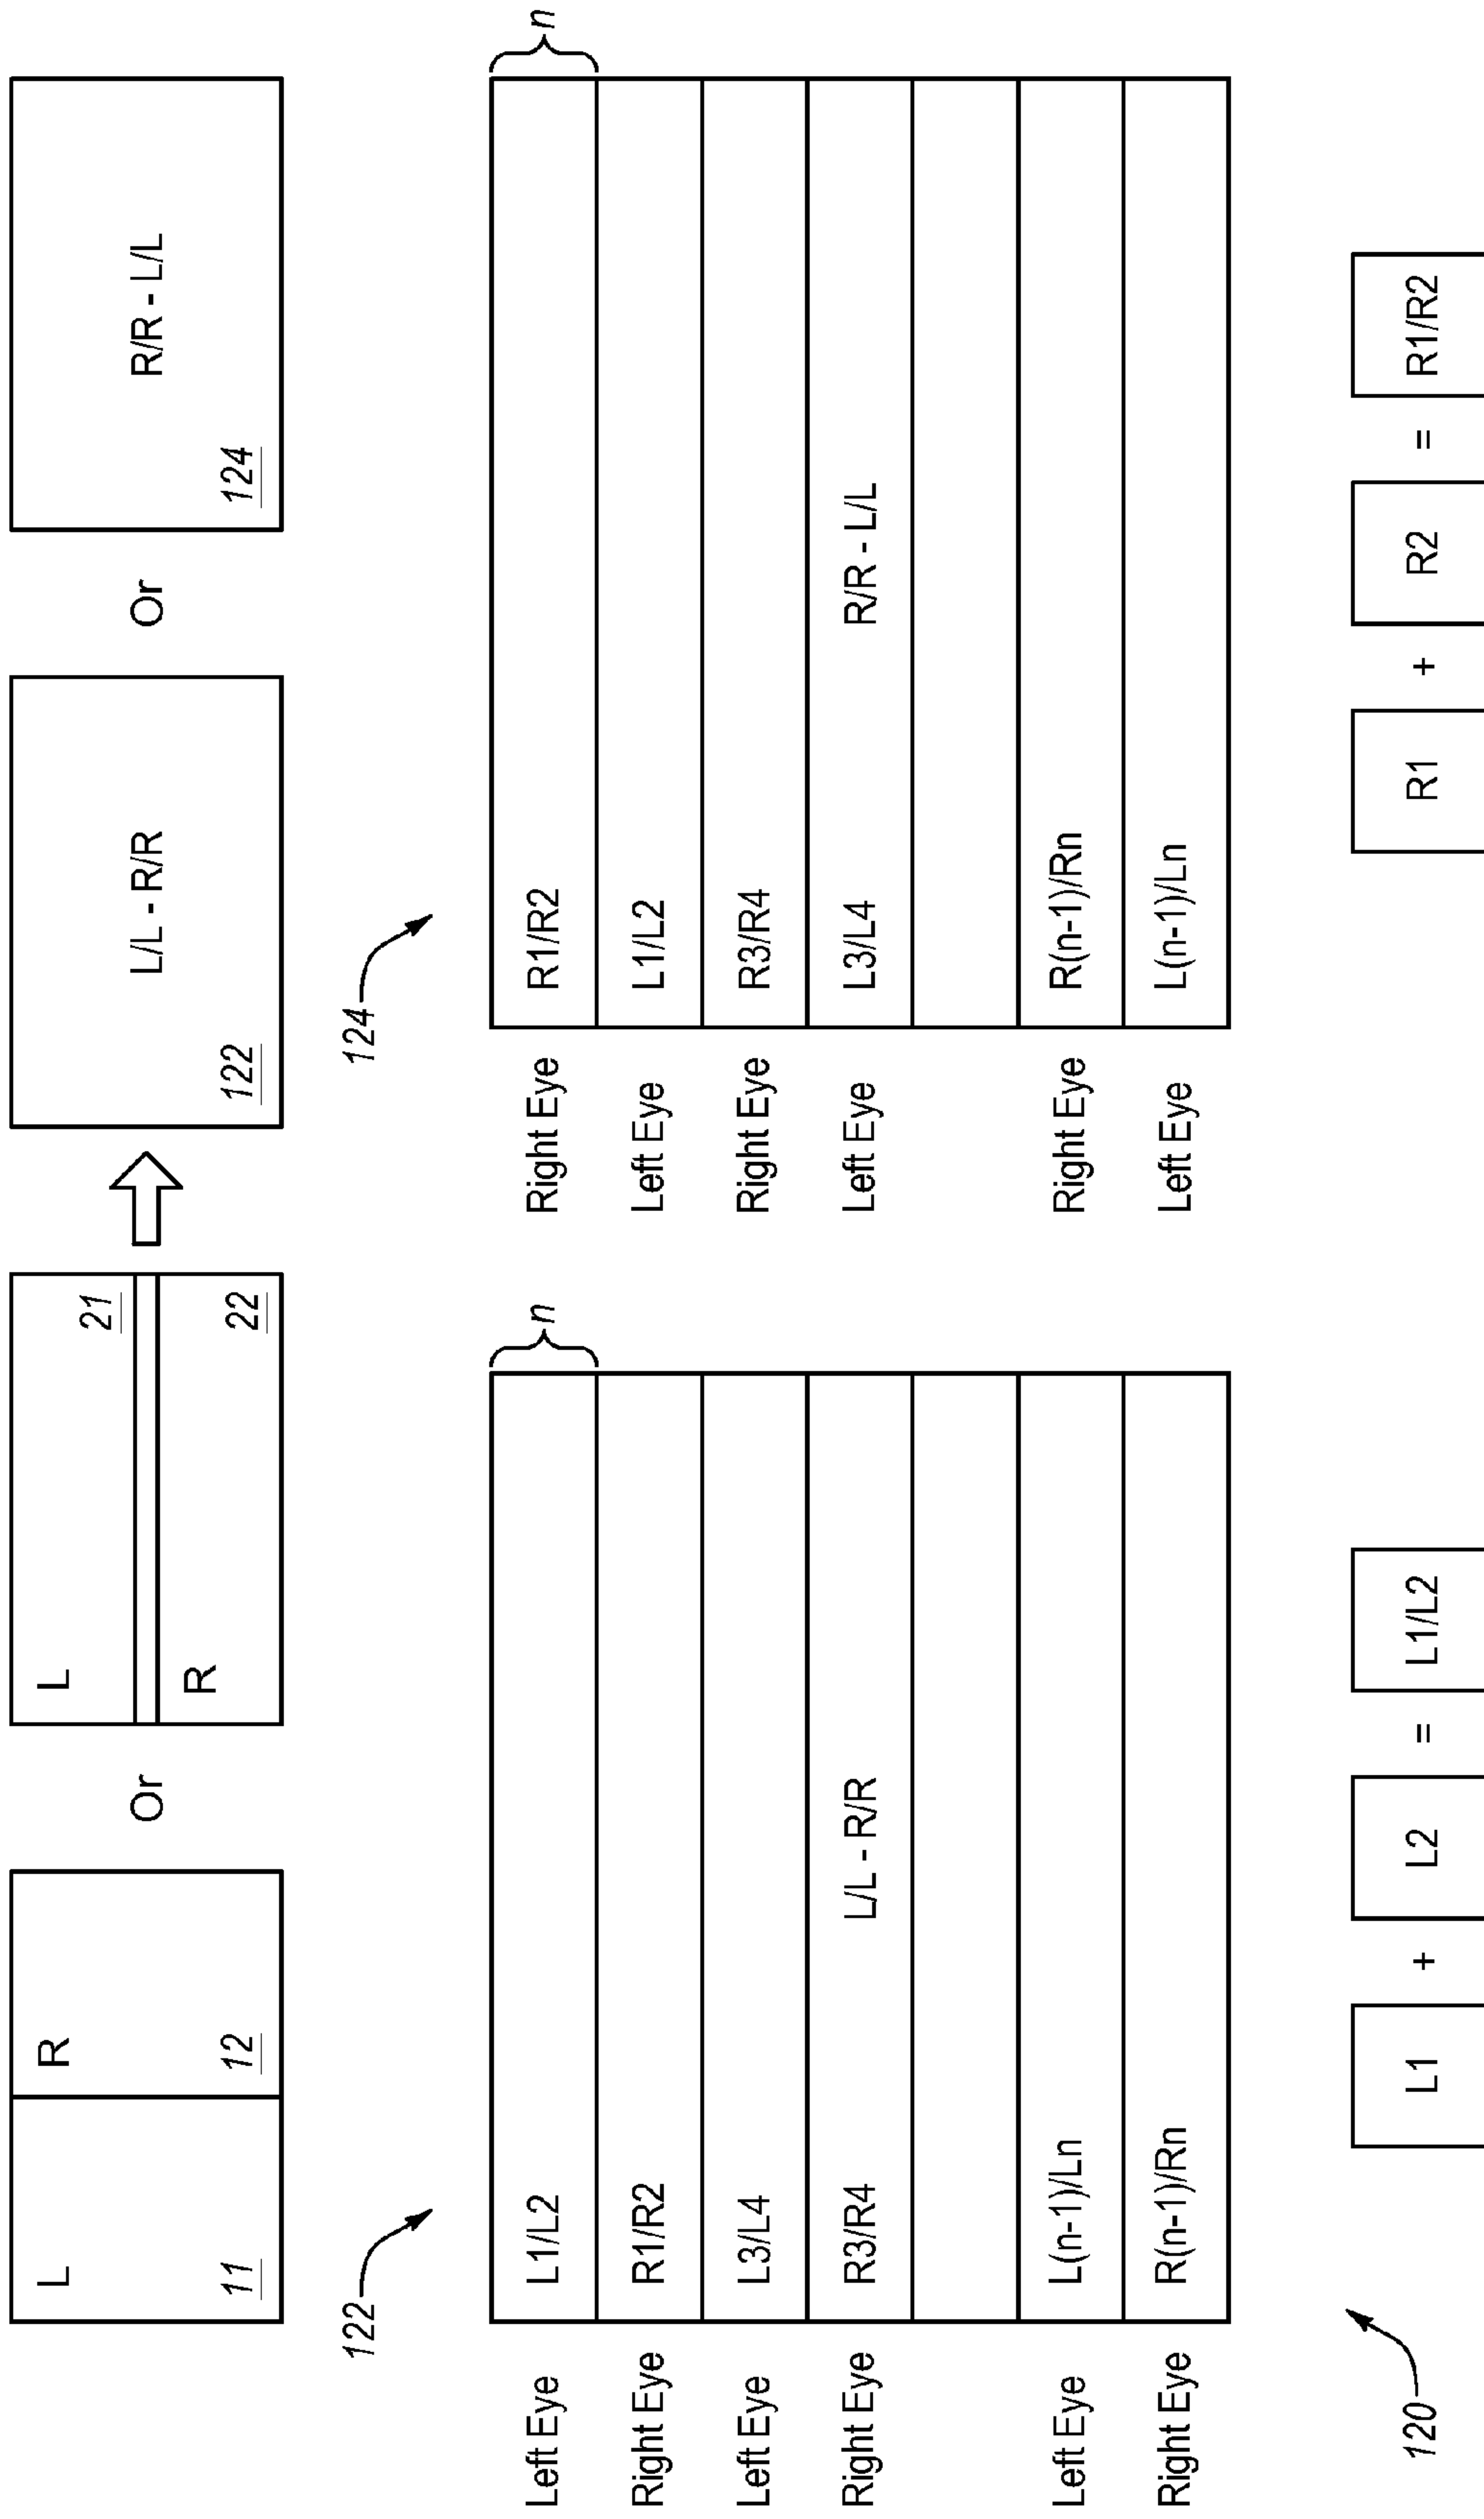 L R Or L 21 L/L - R/R Or R/R - L/L
11 12 R 22 122 124
122 124
n n
Left Eye L1/L2 Right Eye R1/R2
Right Eye R1/R2 Left Eye L1/L2
Left Eye L3/L4 Right Eye R3/R4
Right Eye R3/R4 L/L - R/R Left Eye L3/L4 R/R - L/L
Left Eye L(n-1)/Ln Right Eye R(n-1)/Rn
Right Eye R(n-1)/Rn Left Eye L(n-1)/Ln
120 L1 + L2 = L1/L2 R1 + R2 = R1/R2